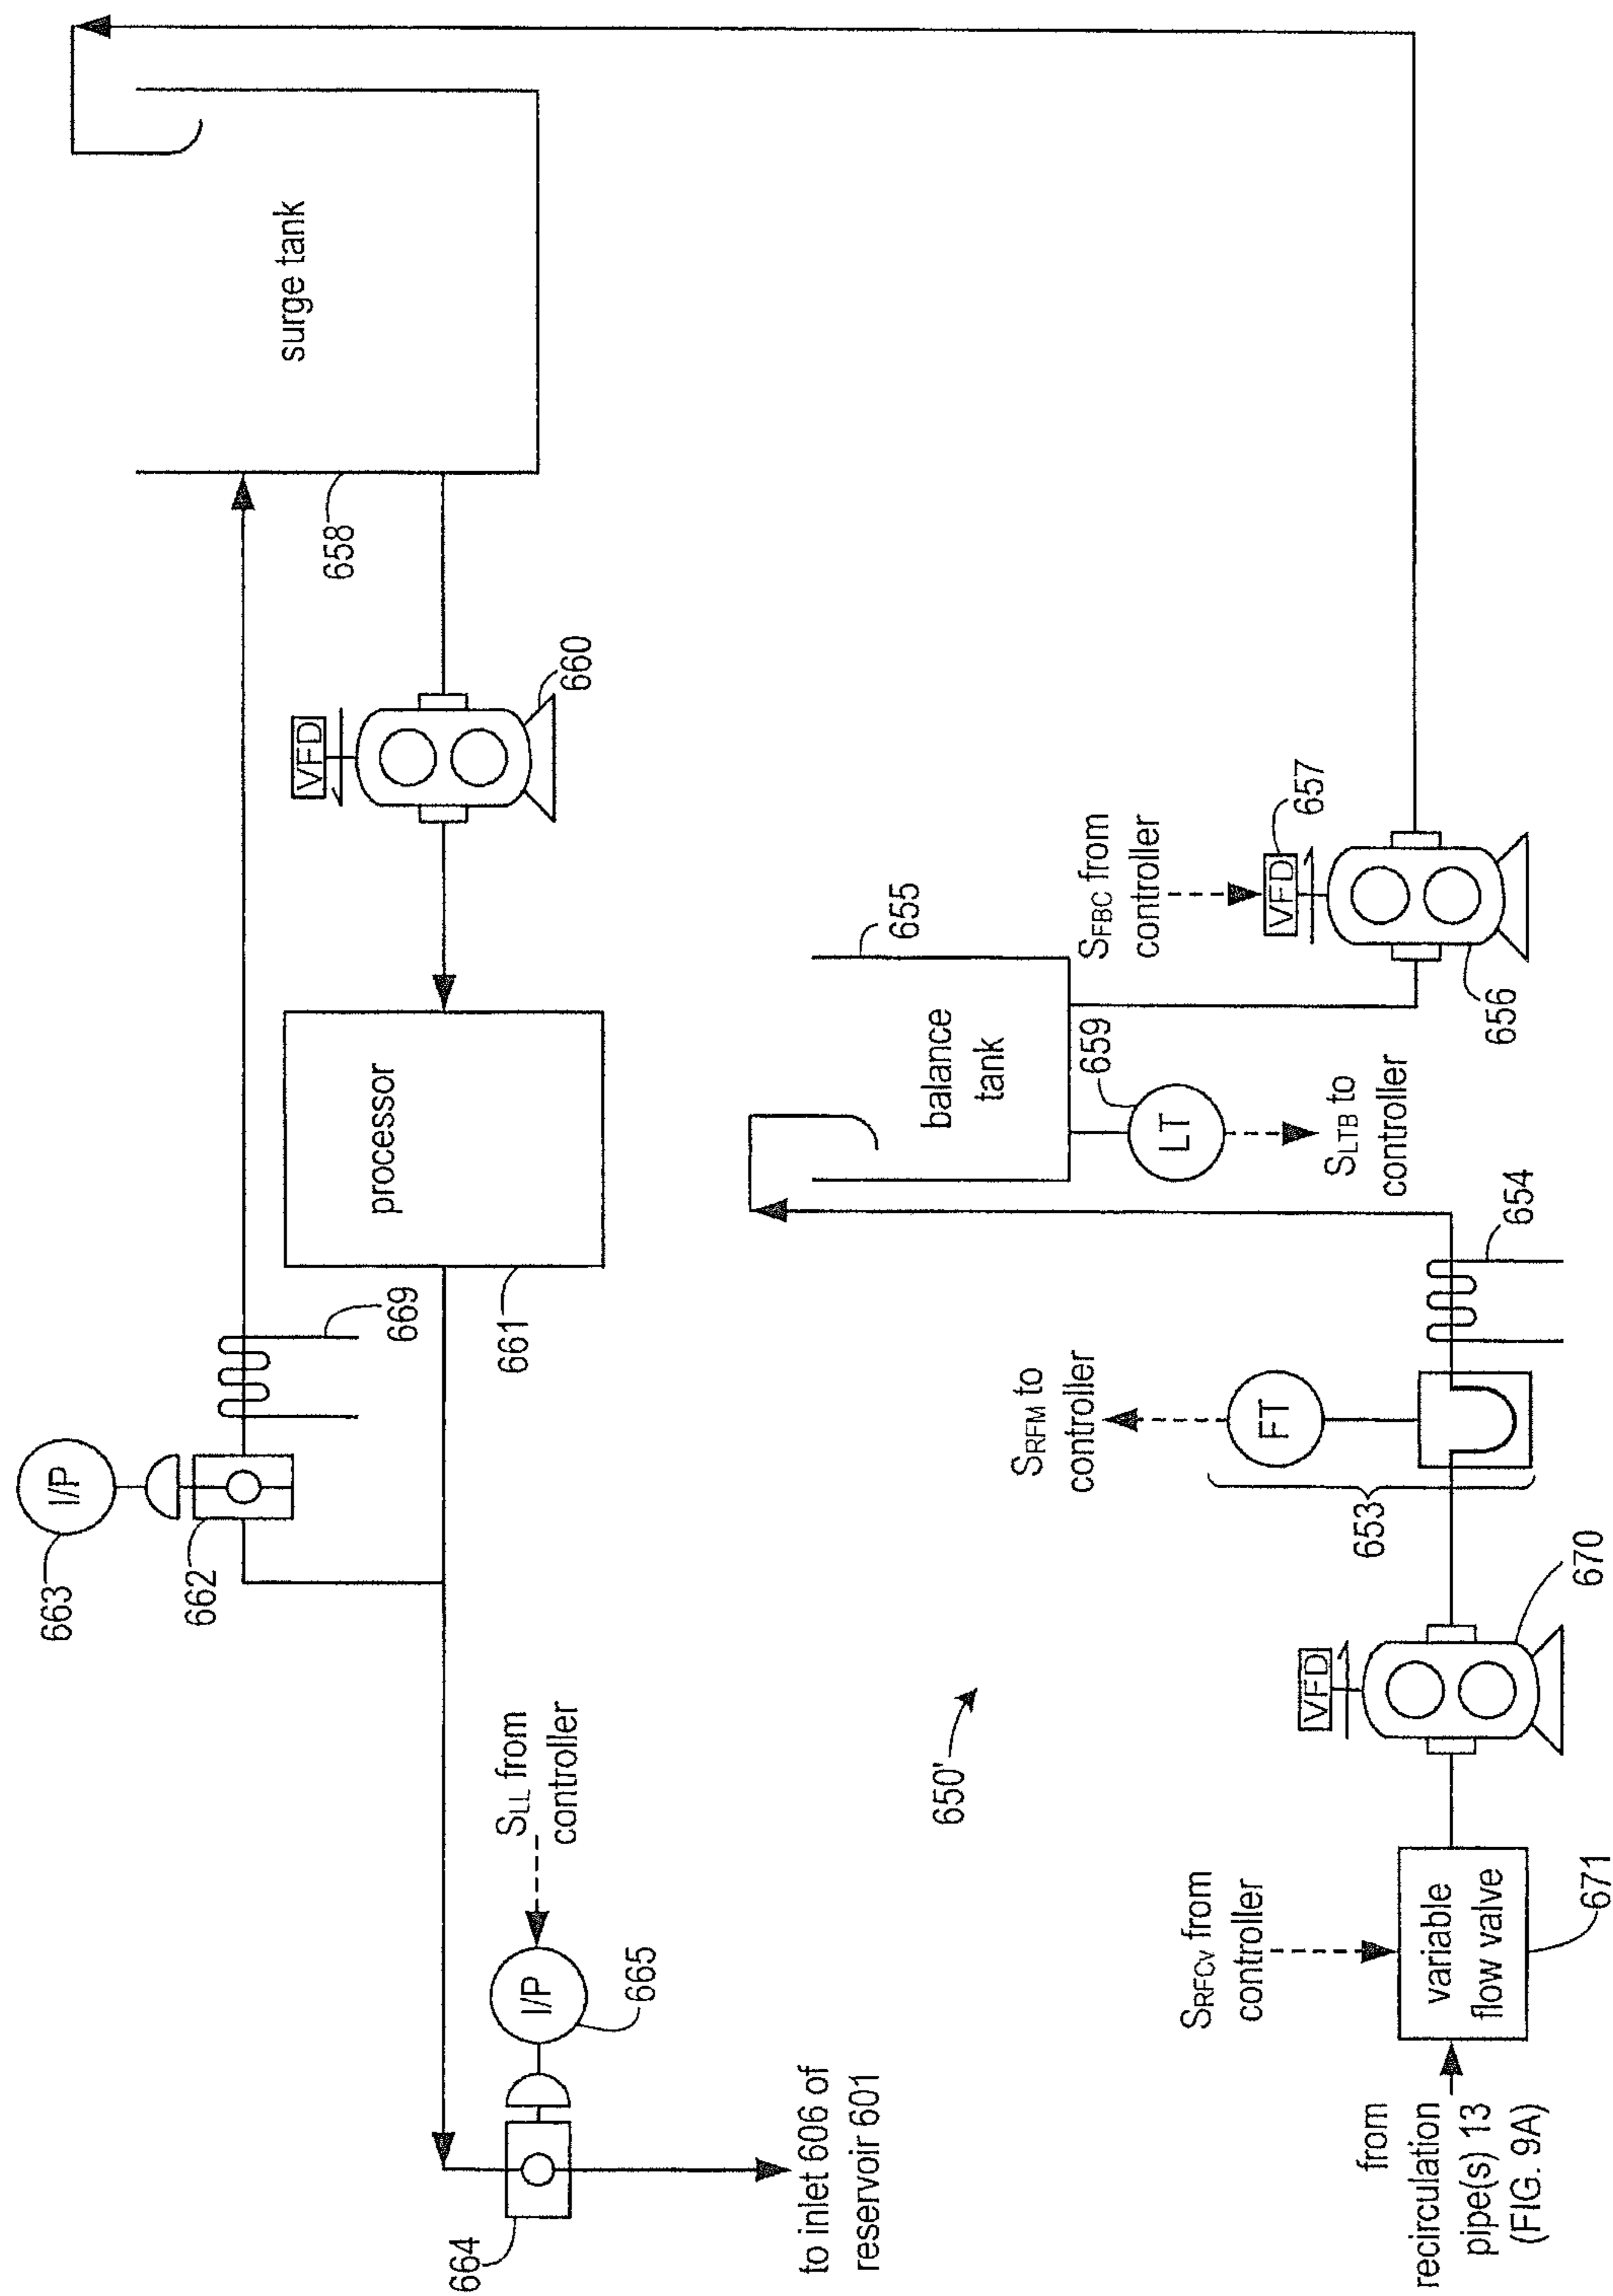 surge tank
658
VFD
660
processor
661
669
I/P
663
662
S_LL from
controller
I/P
665
664
to inlet 606 of
reservoir 601
650'
655
balance
tank
S_FBC from
controller
VFD
657
656
659
LT
S_LTB to
controller
654
S_RFM to
controller
FT
653
VFD
670
S_RFCv from
controller
variable
flow valve
671
from
recirculation
pipe(s) 13
(FIG. 9A)